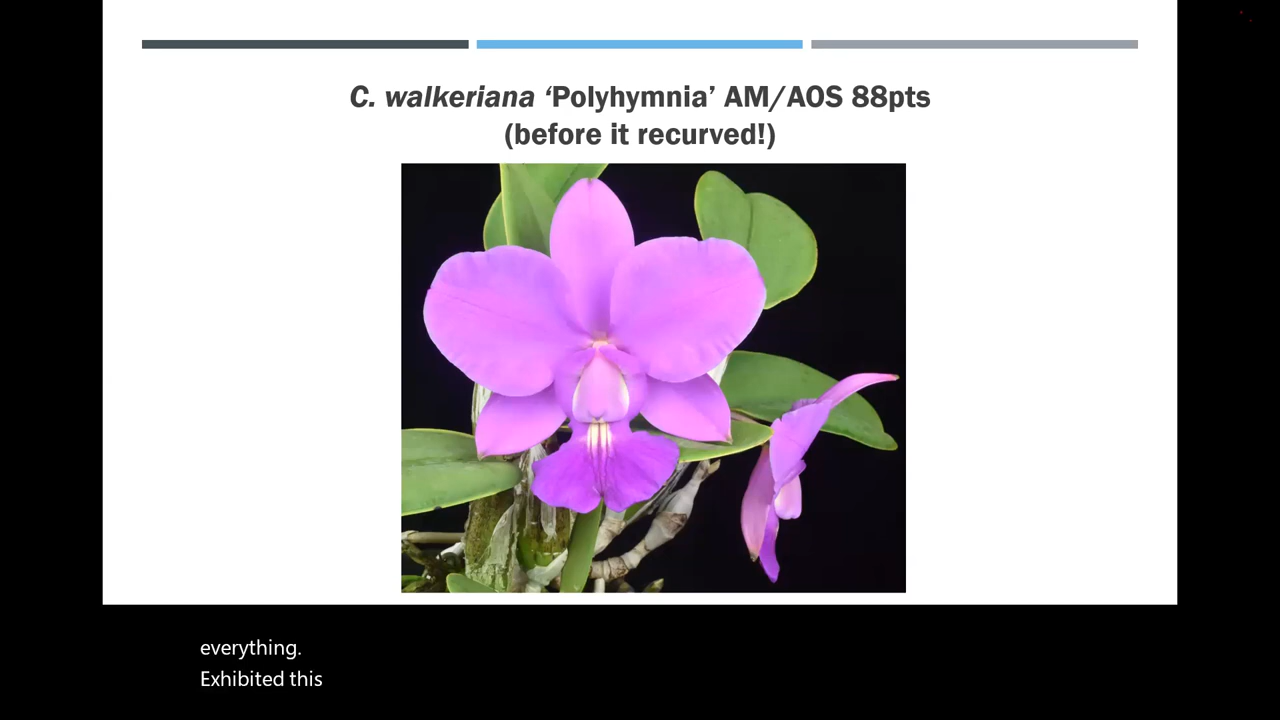 C. walkeriana ‘Polyhymnia’ AM/AOS 88pts
(before it recurved!)
everything.
Exhibited this